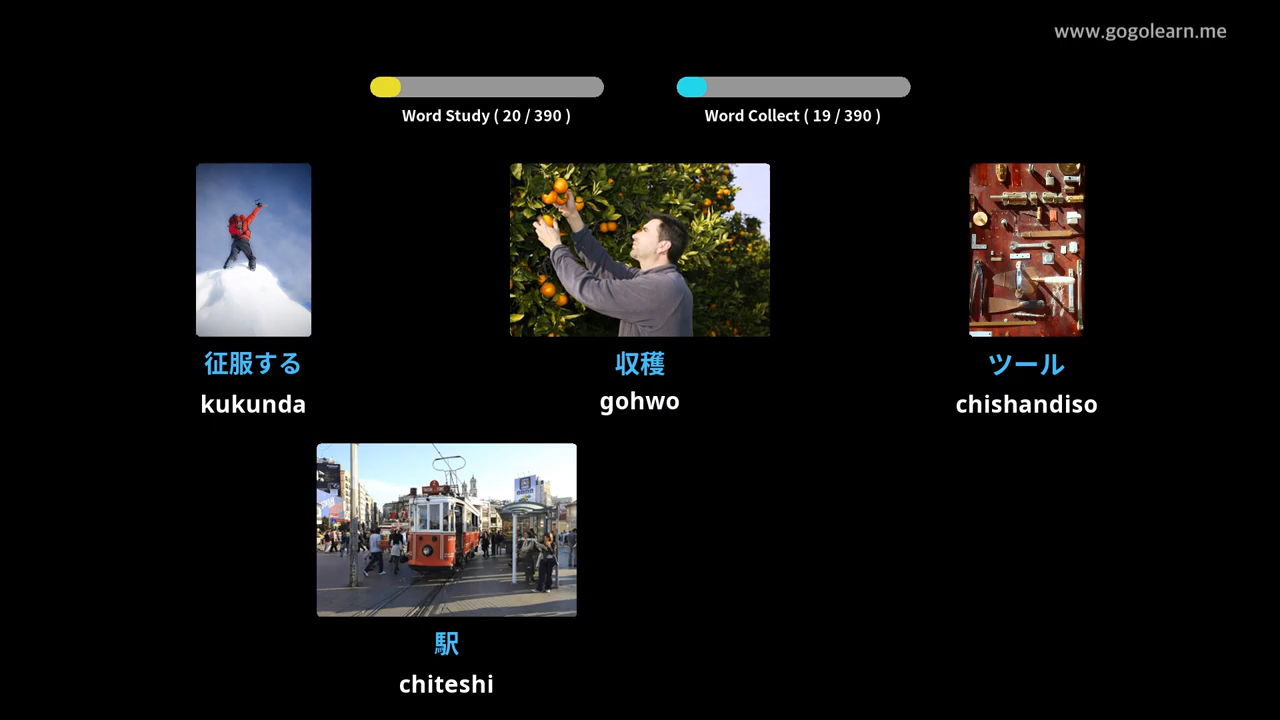 www.gogolearn.me
Word Study ( 20 / 390 )
Word Collect ( 19 / 390 )
征服する
収穫
ツール
kukunda
gohwo
chishandiso
駅
chiteshi